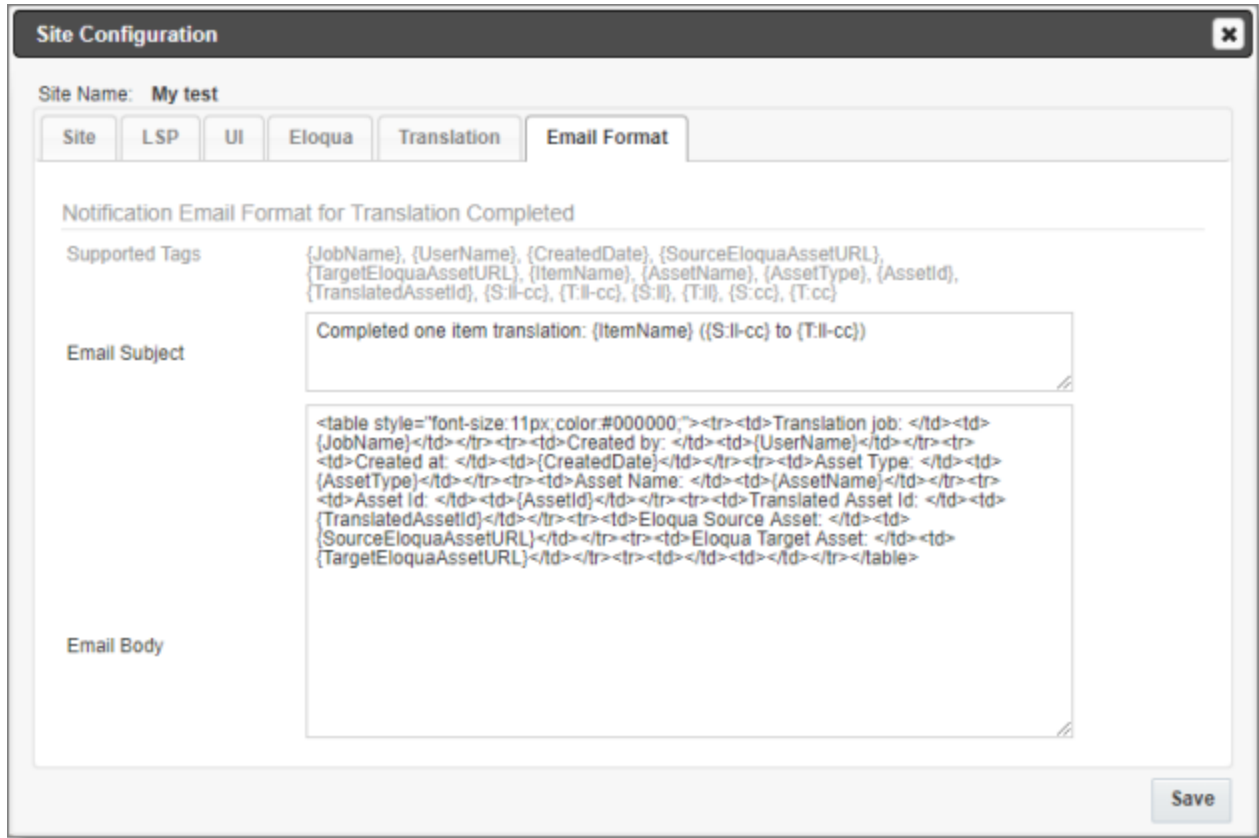 Site Configuration
Site Name: My test
Site LSP UI Eloqua Translation Email Format
Notification Email Format for Translation Completed
Supported Tags {JobName}, {UserName}, {CreatedDate}, {SourceEloquaAssetURL},
{TargetEloquaAssetURL}, {ItemName}, {AssetName}, {AssetType}, {AssetId},
{TranslatedAssetId}, {S:ll-cc}, {T:ll-cc}, {S:ll}, {T:ll}, {S:cc}, {T:cc}
Email Subject
Completed one item translation: {ItemName} ({S:ll-cc} to {T:ll-cc})
Email Body
<table style="font-size:11px;color:#000000;"><tr><td>Translation job: </td><td>
{JobName}</td></tr><tr><td>Created by: </td><td>{UserName}</td></tr><tr>
<td>Created at: </td><td>{CreatedDate}</td></tr><tr><td>Asset Type: </td><td>
{AssetType}</td></tr><tr><td>Asset Name: </td><td>{AssetName}</td></tr><tr>
<td>Asset Id: </td><td>{AssetId}</td></tr><tr><td>Translated Asset Id: </td><td>
{TranslatedAssetId}</td></tr><tr><td>Eloqua Source Asset: </td><td>
{SourceEloquaAssetURL}</td></tr><tr><td>Eloqua Target Asset: </td><td>
{TargetEloquaAssetURL}</td></tr><tr><td></td><td></td></tr></table>
Save